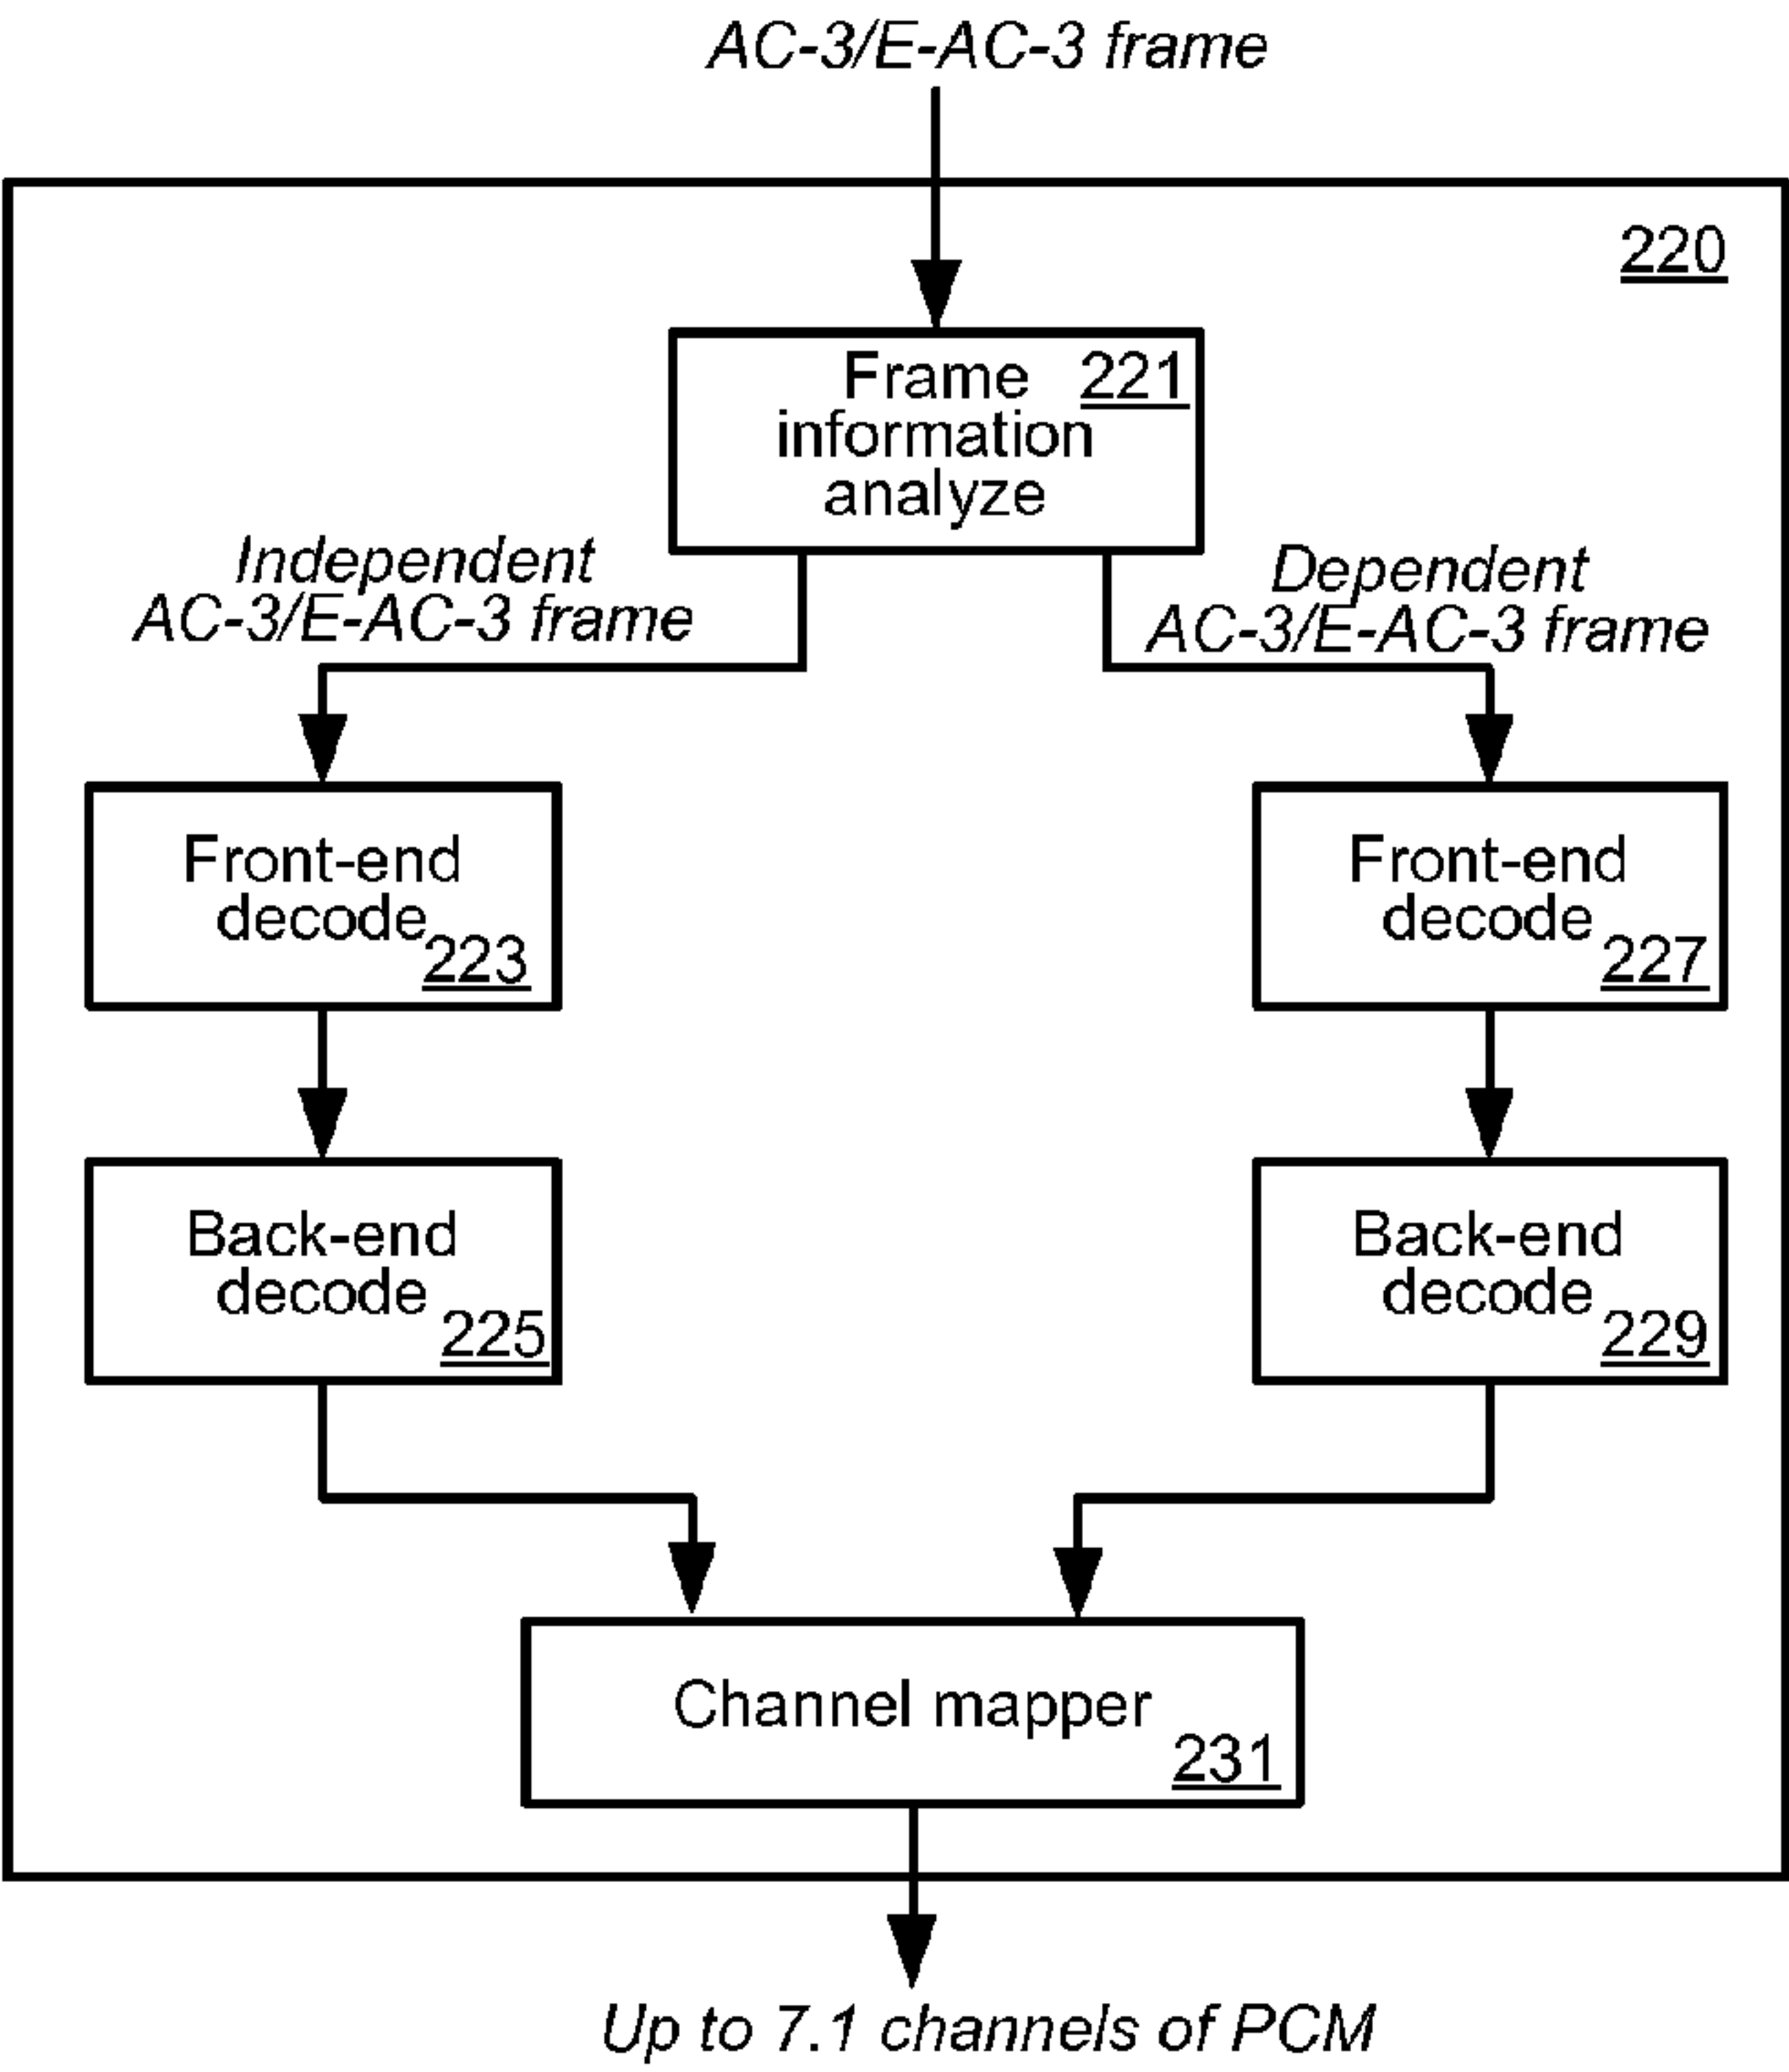 AC-3/E-AC-3 frame
220
Frame 221
information
analyze
Independent
AC-3/E-AC-3 frame
Dependent
AC-3/E-AC-3 frame
Front-end
decode
223
Front-end
decode
227
Back-end
decode
225
Back-end
decode
229
Channel mapper
231
Up to 7.1 channels of PCM